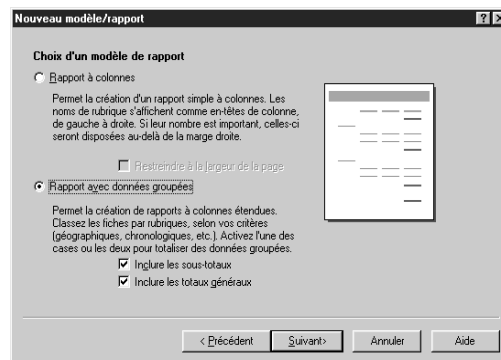 Nouveau modèle/rapport
Choix d'un modèle de rapport
Rapport à colonnes
Permet la création d'un rapport simple à colonnes. Les
noms de rubrique s'affichent comme en-têtes de colonne,
de gauche à droite. Si leur nombre est important, celles-ci
seront disposées au-delà de la marge droite.
Restreindre à la largeur de la page
Rapport avec données groupées
Permet la création de rapports à colonnes étendues.
Classez les fiches par rubriques, selon vos critères
(géographiques, chronologiques, etc.). Activez l'une des
cases ou les deux pour totaliser des données groupées.
Inclure les sous-totaux
Inclure les totaux généraux
< Précédent Suivant> Annuler Aide